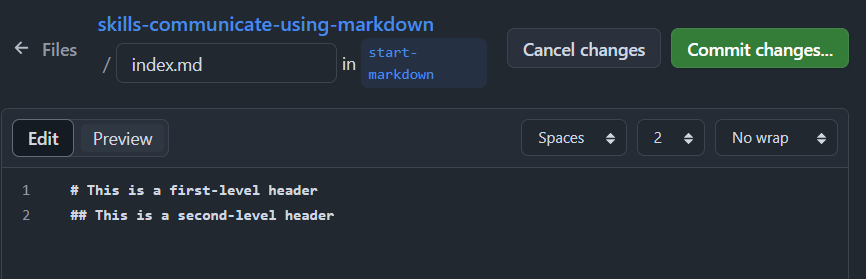 skills-communicate-using-markdown
Files
/ index.md in start-
markdown
Cancel changes
Commit changes...
Edit Preview
Spaces 2 No wrap
1 # This is a first-level header
2 ## This is a second-level header